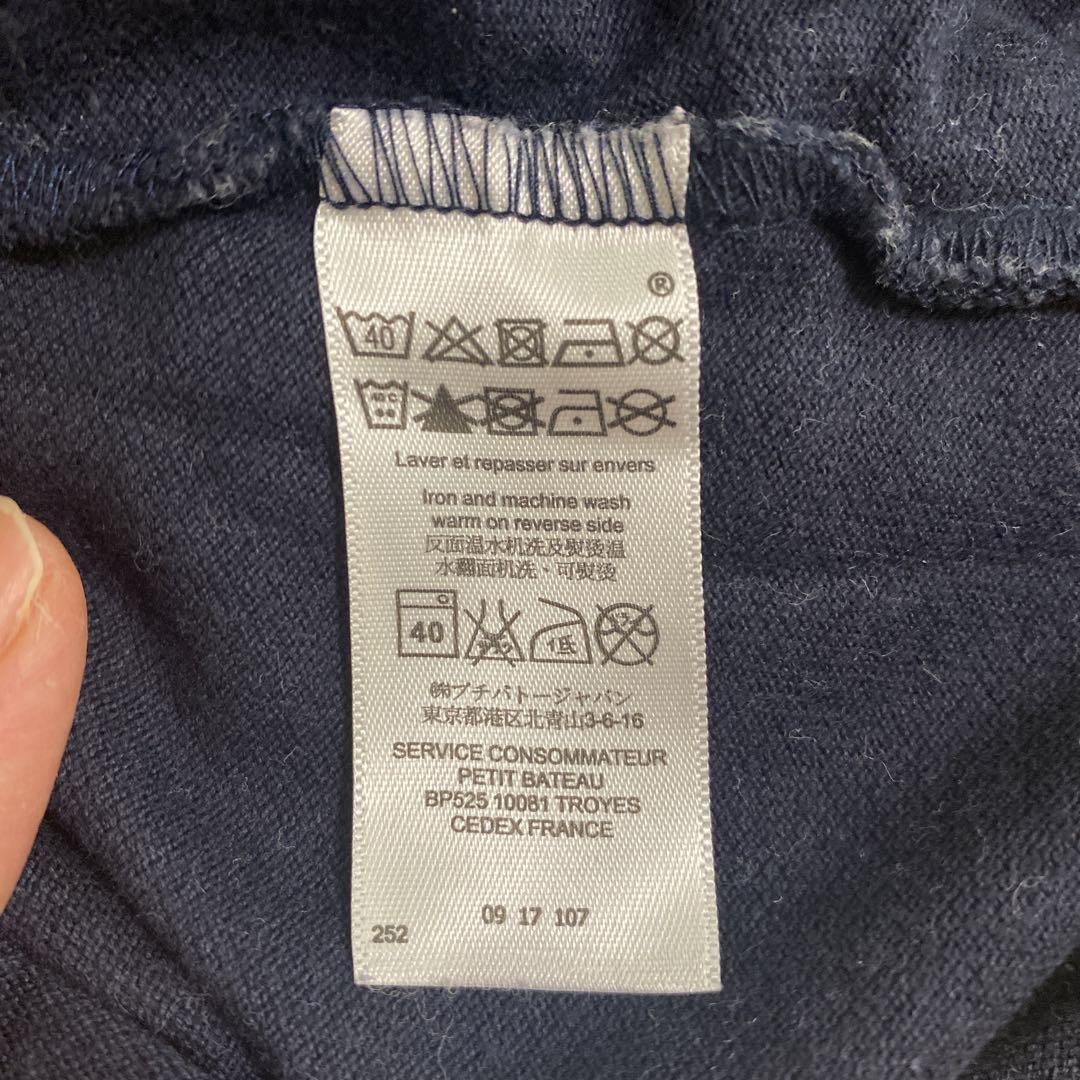 ®
40
Laver et repasser sur envers
Iron and machine wash
warm on reverse side
反面温水机洗及熨烫温
水翻面机洗、可熨烫
40
㈱プチバトージャパン
東京都港区北青山3-6-16
SERVICE CONSOMMATEUR
PETIT BATEAU
BP525 10081 TROYES
CEDEX FRANCE
09 17 107
252